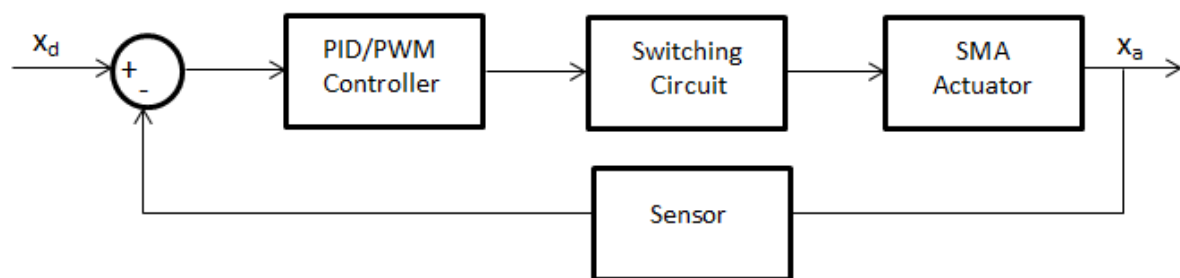 x_d
+
-
PID/PWM
Controller
Switching
Circuit
SMA
Actuator
x_a
Sensor